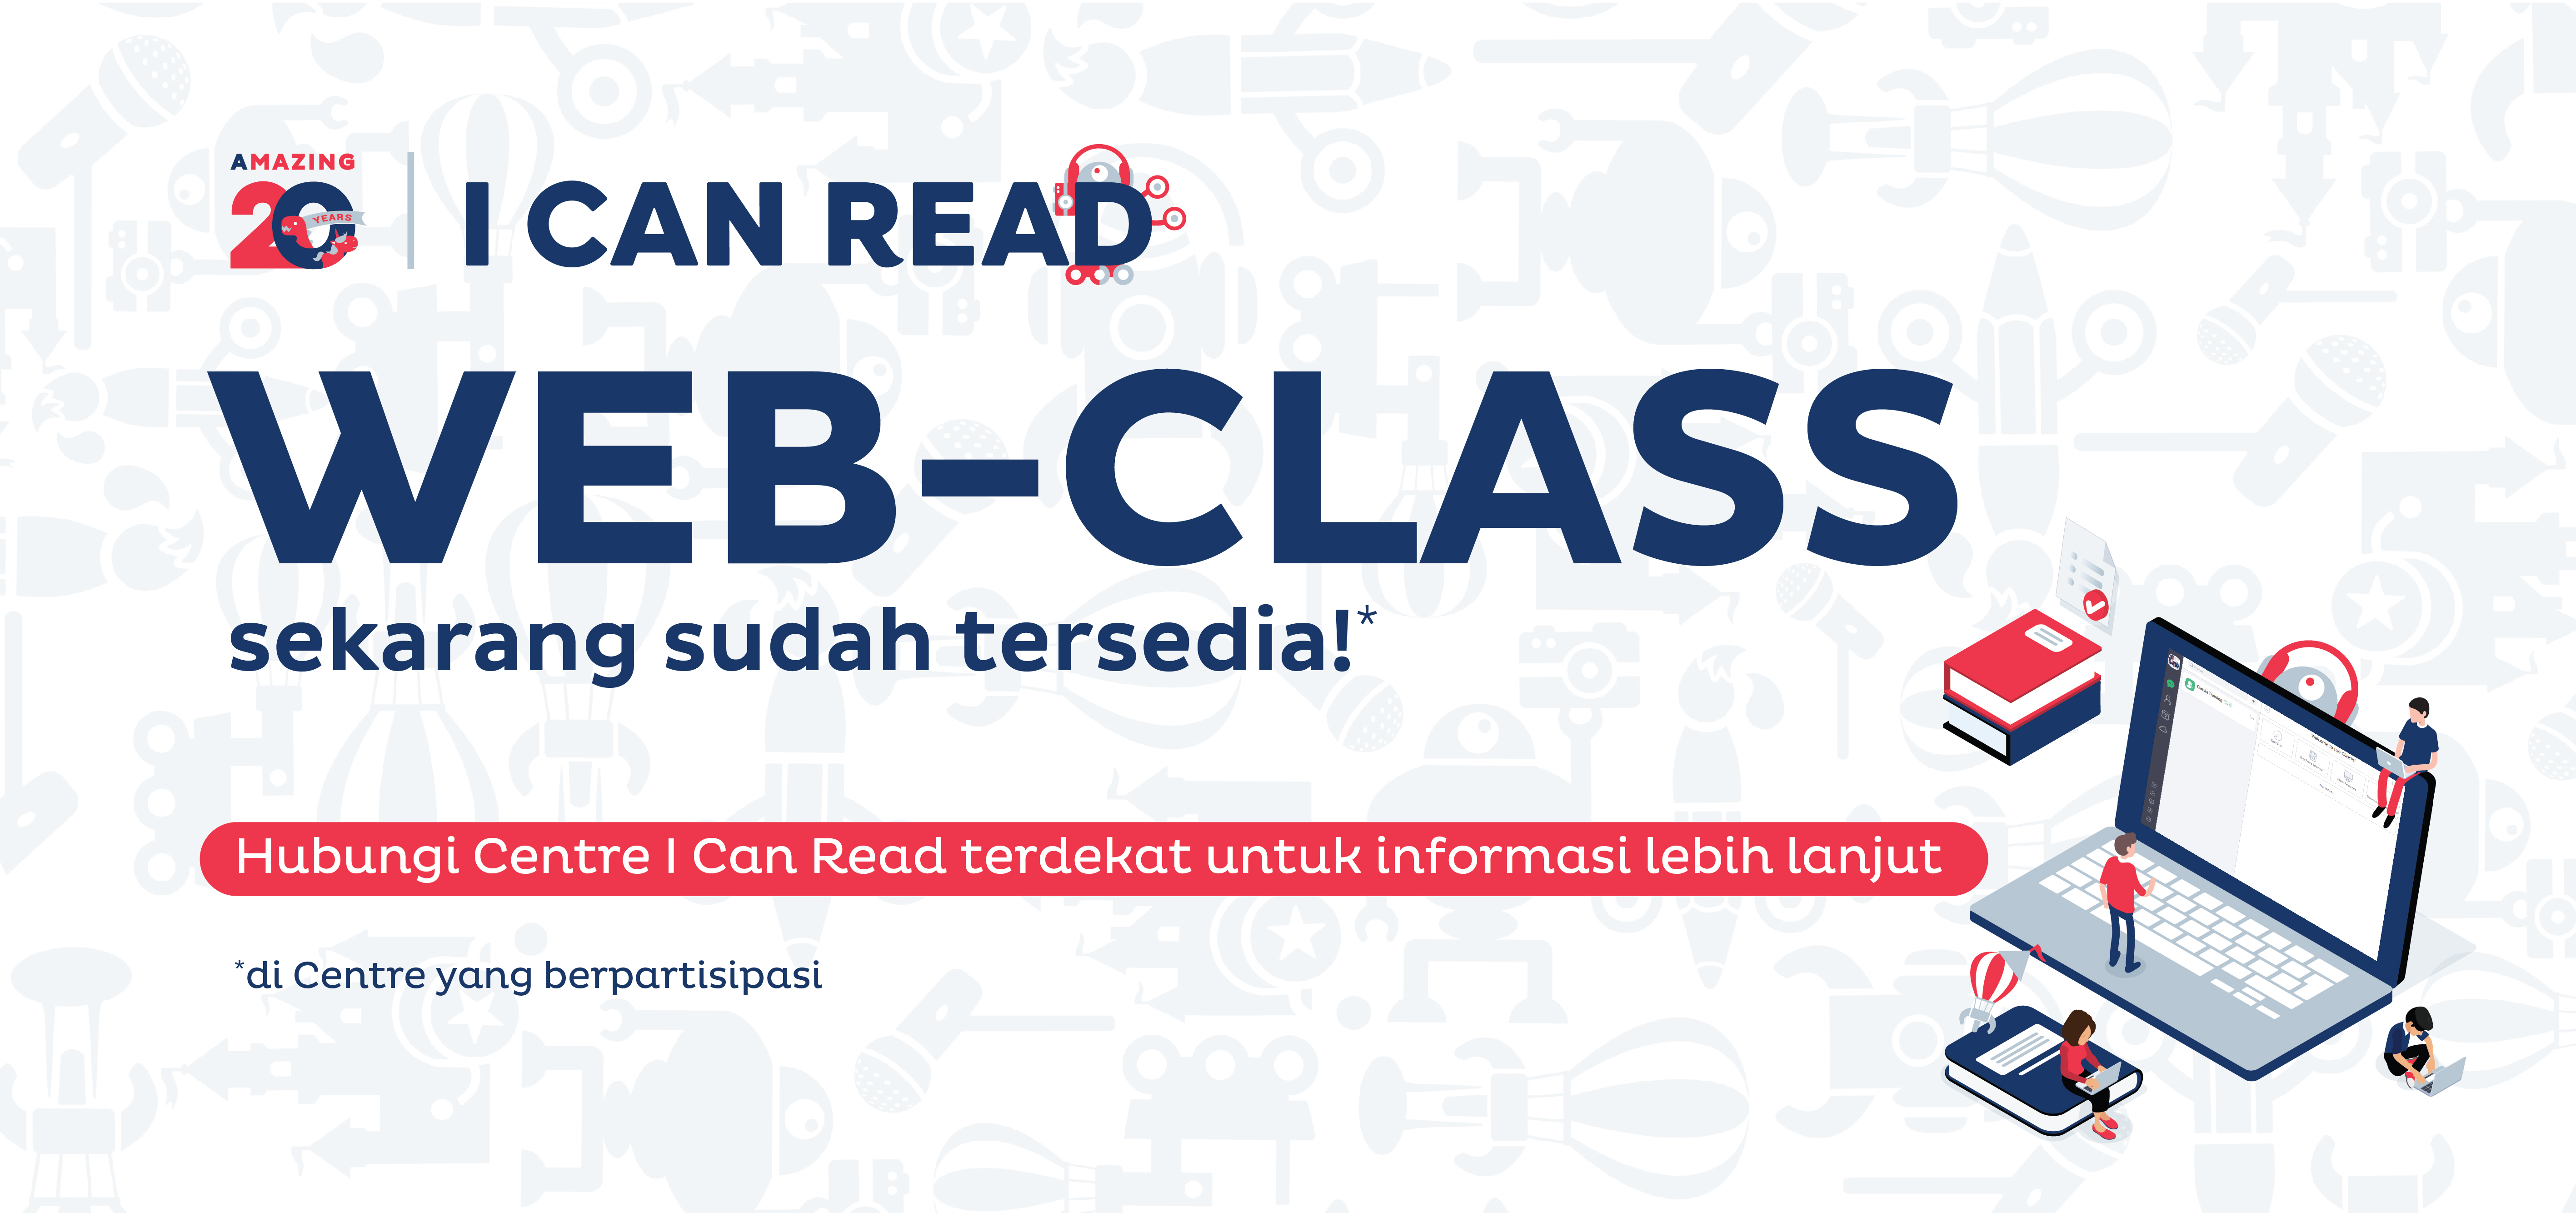 AMAZING
20
YEARS
I CAN READ
WEB-CLASS
sekarang sudah tersedia!*
Hubungi Centre I Can Read terdekat untuk informasi lebih lanjut
*di Centre yang berpartisipasi